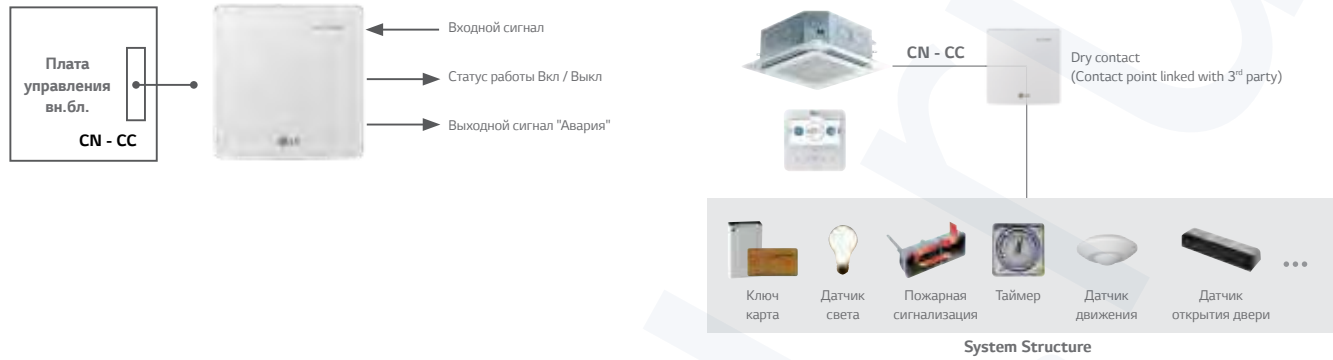 Плата
управления
вн.бл.
CN - CC
Входной сигнал
Статус работы Вкл / Выкл
Выходной сигнал "Авария"
LG
CN - CC
Dry contact
(Contact point linked with 3rd party)
LG
Ключ
карта
Датчик
света
Пожарная
сигнализация
Таймер
Датчик
движения
Датчик
открытия двери
System Structure